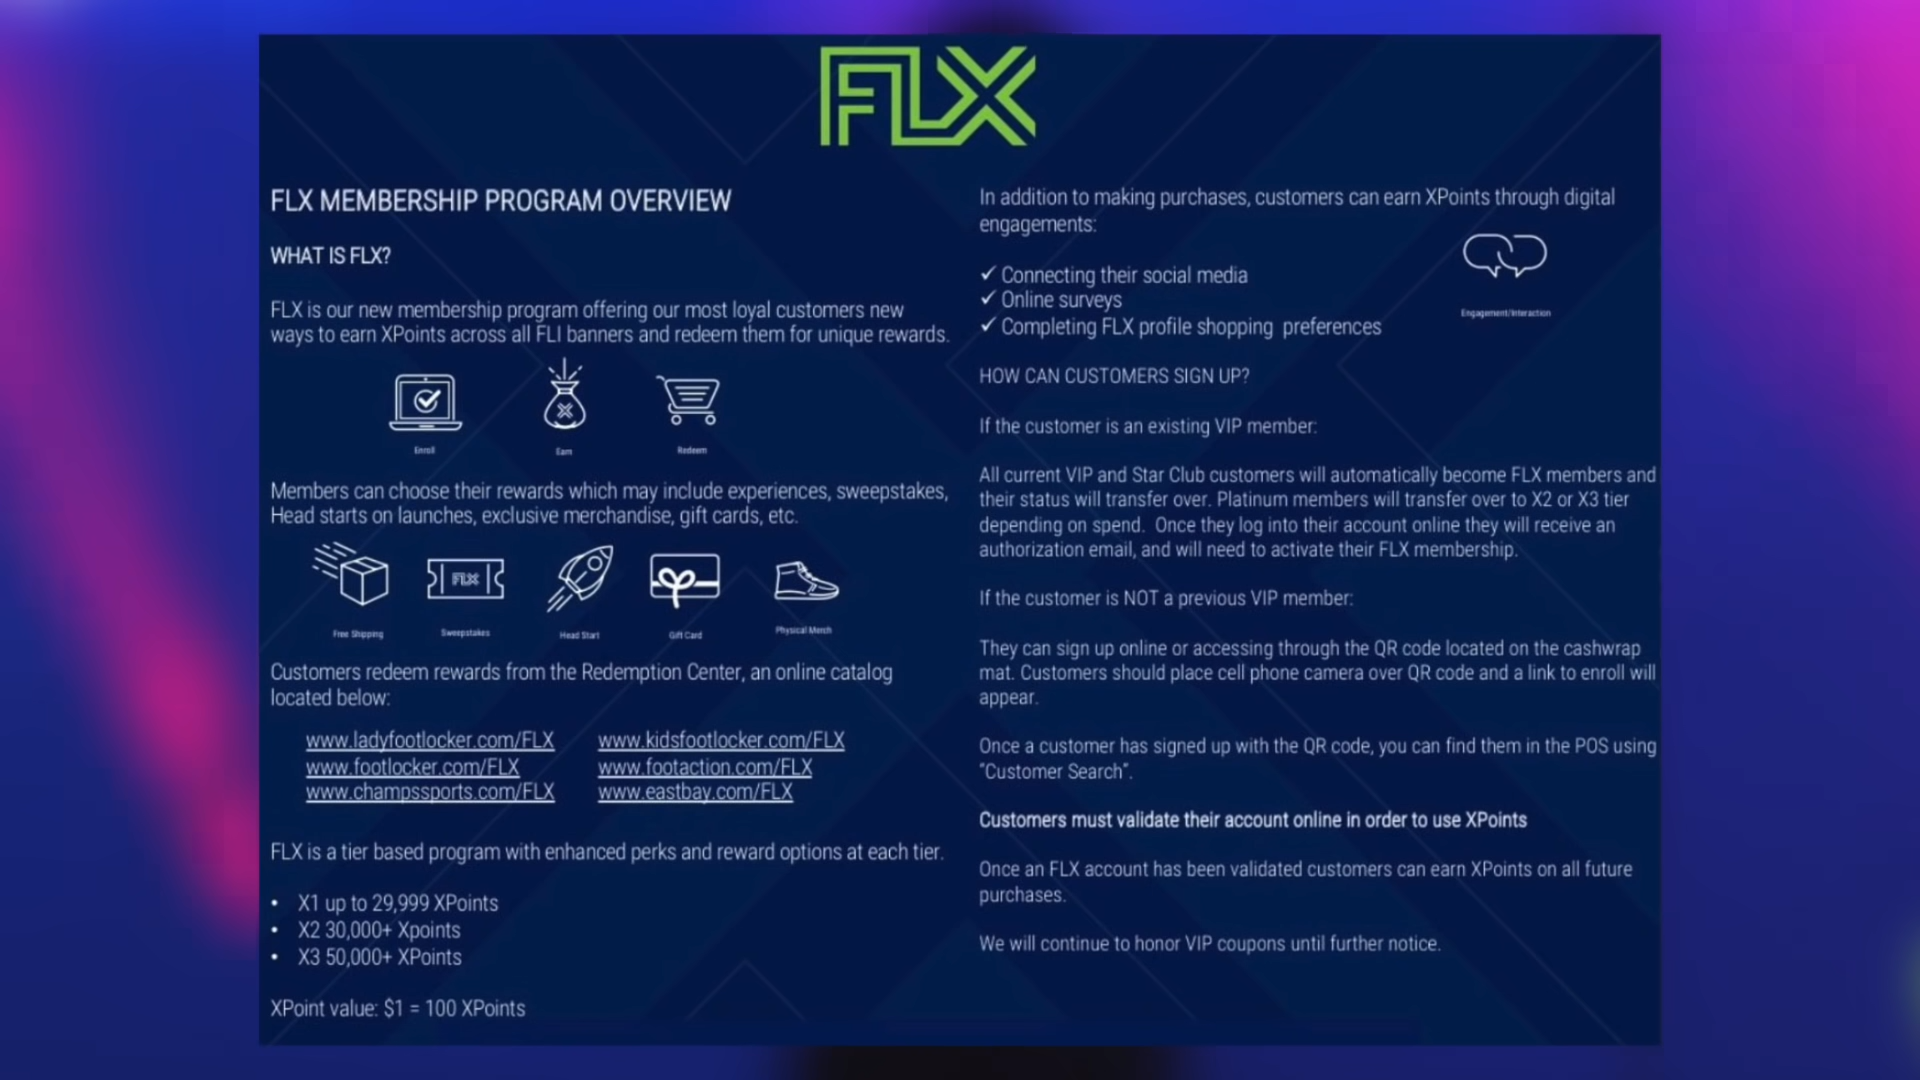 FLX
FLX MEMBERSHIP PROGRAM OVERVIEW
WHAT IS FLX?
FLX is our new membership program offering our most loyal customers new
ways to earn XPoints across all FLI banners and redeem them for unique rewards.
Enroll
Earn
Redeem
Members can choose their rewards which may include experiences, sweepstakes,
Head starts on launches, exclusive merchandise, gift cards, etc.
FLX
Free Shipping
Sweepstakes
Head Start
Gift Card
Physical Merch
Customers redeem rewards from the Redemption Center, an online catalog
located below:
www.ladyfootlocker.com/FLX
www.footlocker.com/FLX
www.champssports.com/FLX
www.kidsfootlocker.com/FLX
www.footaction.com/FLX
www.eastbay.com/FLX
FLX is a tier based program with enhanced perks and reward options at each tier.
• X1 up to 29,999 XPoints
• X2 30,000+ Xpoints
• X3 50,000+ XPoints
XPoint value: $1 = 100 XPoints
In addition to making purchases, customers can earn XPoints through digital
engagements:
✓ Connecting their social media
✓ Online surveys
✓ Completing FLX profile shopping preferences
Engagement/Interaction
HOW CAN CUSTOMERS SIGN UP?
If the customer is an existing VIP member:
All current VIP and Star Club customers will automatically become FLX members and
their status will transfer over. Platinum members will transfer over to X2 or X3 tier
depending on spend. Once they log into their account online they will receive an
authorization email, and will need to activate their FLX membership.
If the customer is NOT a previous VIP member:
They can sign up online or accessing through the QR code located on the cashwrap
mat. Customers should place cell phone camera over QR code and a link to enroll will
appear.
Once a customer has signed up with the QR code, you can find them in the POS using
"Customer Search".
Customers must validate their account online in order to use XPoints
Once an FLX account has been validated customers can earn XPoints on all future
purchases.
We will continue to honor VIP coupons until further notice.